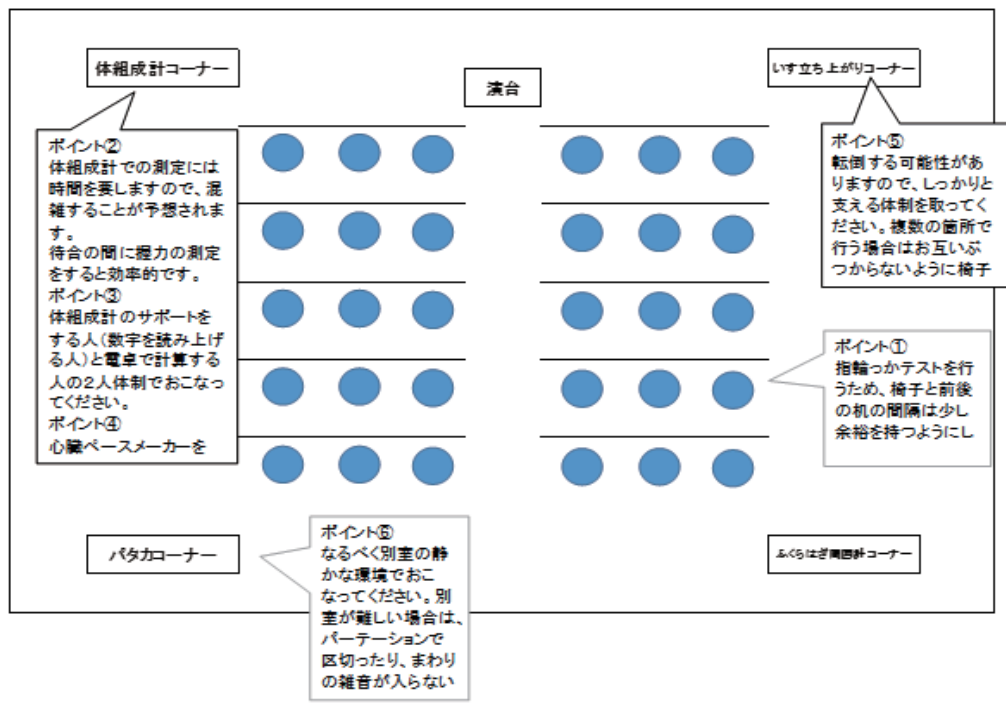 体組成計コーナー
演台
いす立ち上がりコーナー
ポイント②
体組成計での測定には
時間を要しますので、混
雑することが予想されま
す。
待合の間に握力の測定
をすると効率的です。
ポイント③
体組成計のサポートを
する人(数字を読み上げ
る人)と電卓で計算する
人の2人体制でおこなっ
てください。
ポイント④
心臓ペースメーカーを
ポイント⑤
転倒する可能性があ
りますので、しっかりと
支える体制を取ってく
ださい。複数の箇所で
行う場合はお互いぶ
つからないように椅子
ポイント①
指輪っかテストを行
うため、椅子と前後
の机の間隔は少し
余裕を持つようにし
パタカコーナー
ポイント⑥
なるべく別室の静
かな環境でおこ
なってください。別
室が難しい場合は、
パーテーションで
区切ったり、まわり
の雑音が入らない
ふくらはぎ周囲計コーナー